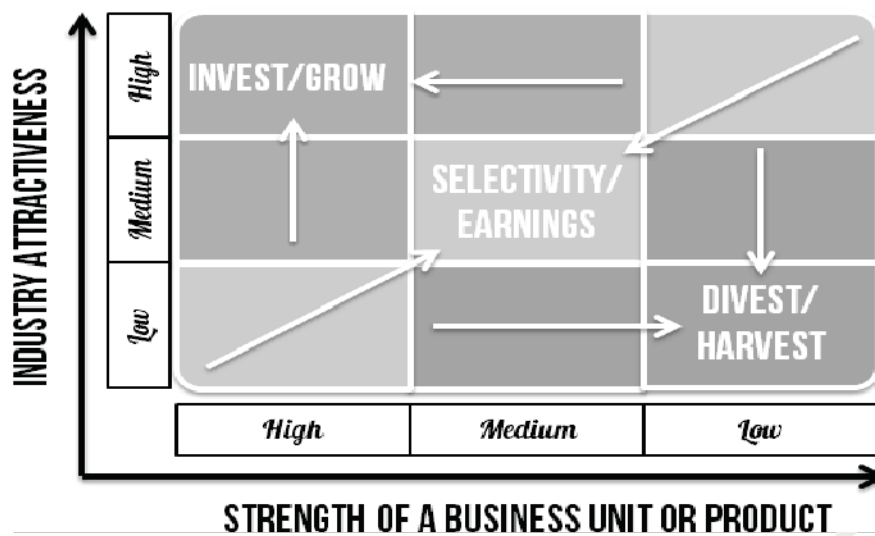 INDUSTRY ATTRACTIVENESS
High
Medium
Low
INVEST/GROW
SELECTIVITY/
EARNINGS
DIVEST/
HARVEST
High
Medium
Low
STRENGTH OF A BUSINESS UNIT OR PRODUCT